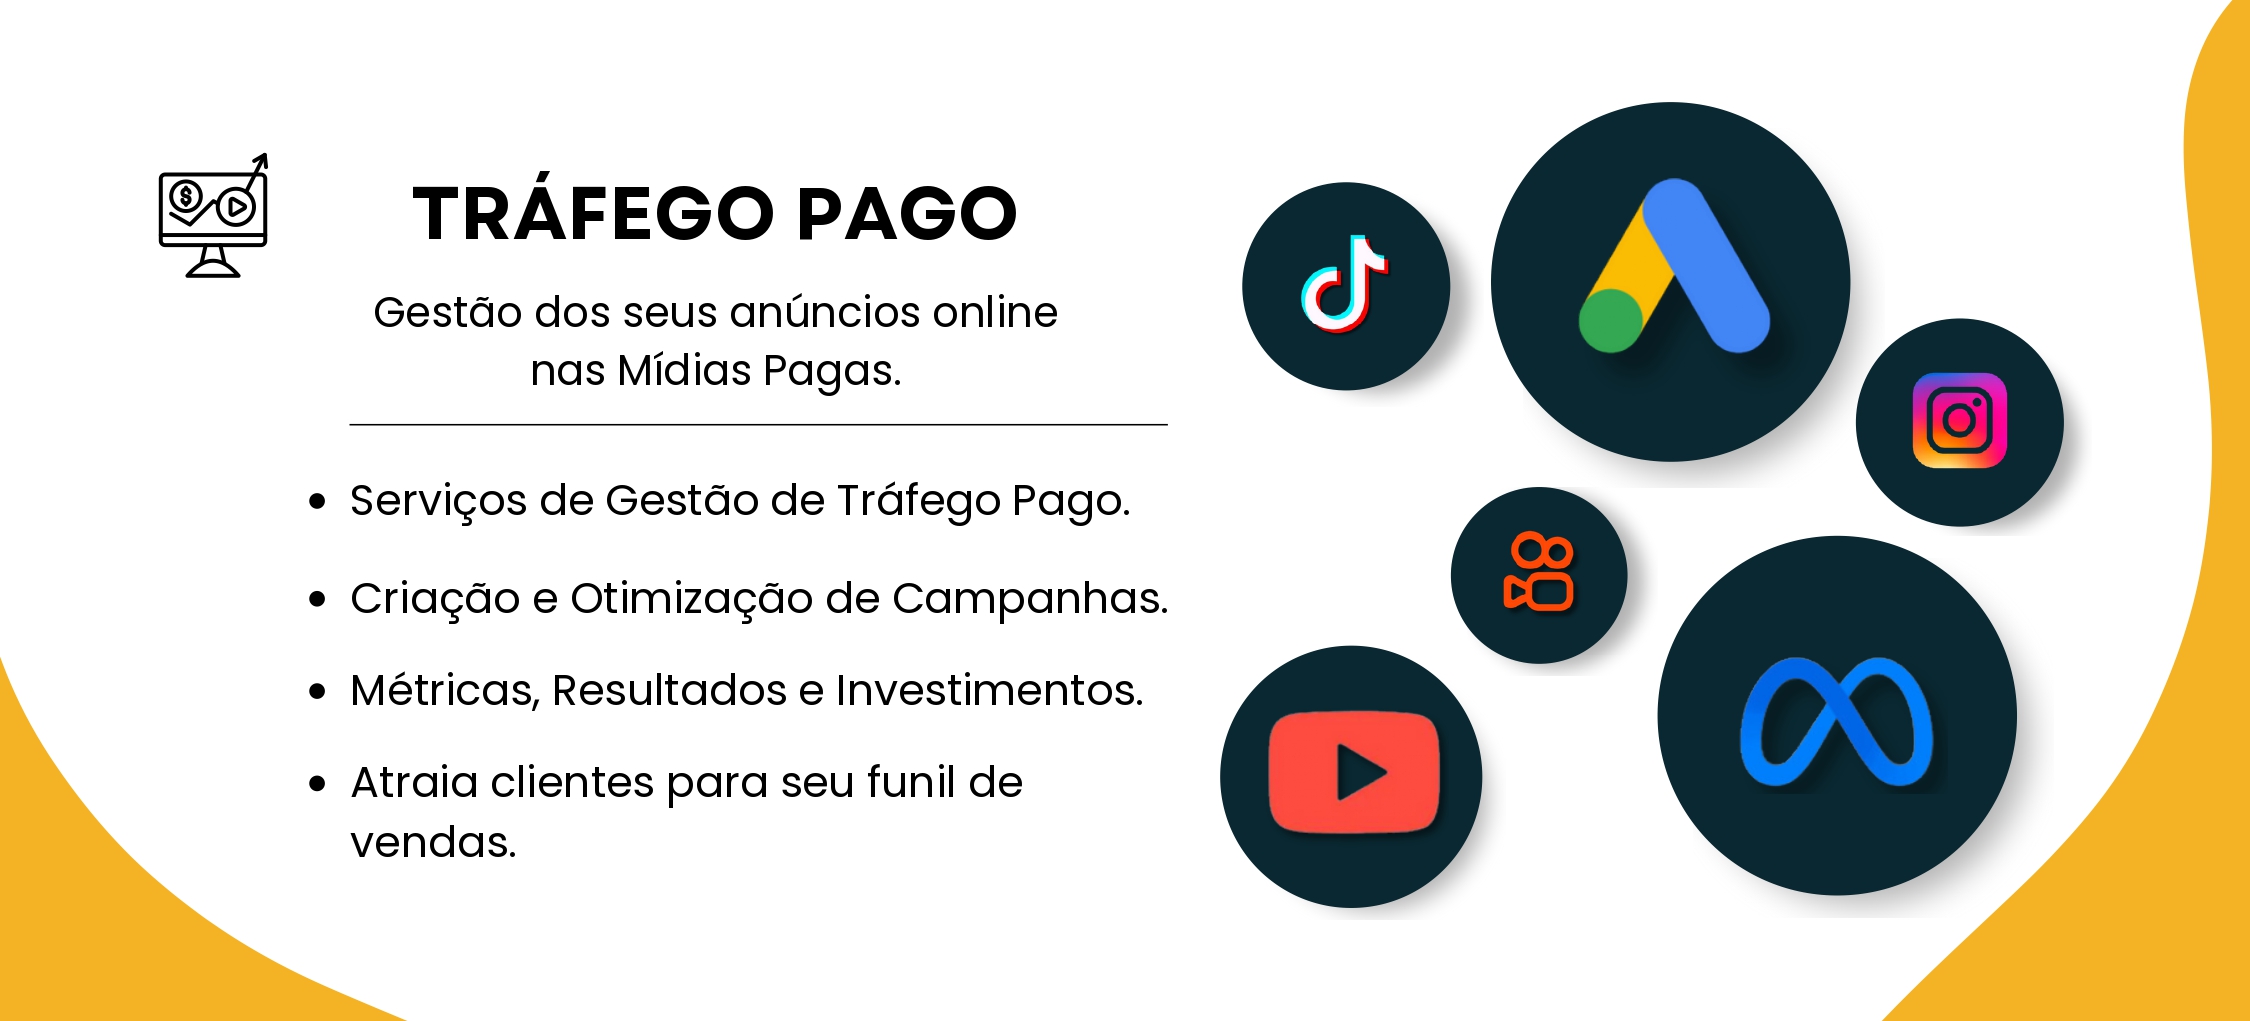 TRÁFEGO PAGO
Gestão dos seus anúncios online
nas Mídias Pagas.
Serviços de Gestão de Tráfego Pago.
Criação e Otimização de Campanhas.
Métricas, Resultados e Investimentos.
Atraia clientes para seu funil de
vendas.